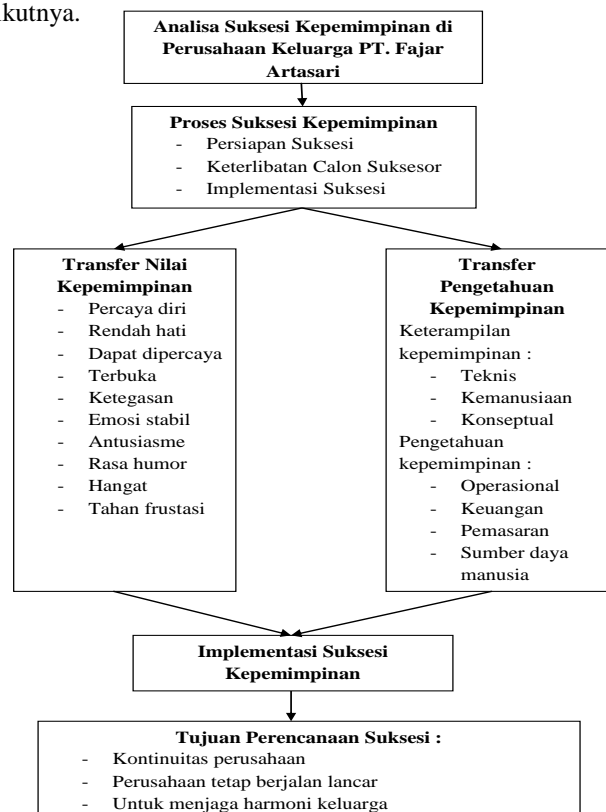 kutnya.
Analisa Suksesi Kepemimpinan di
Perusahaan Keluarga PT. Fajar
Artasari
Proses Suksesi Kepemimpinan
- Persiapan Suksesi
- Keterlibatan Calon Suksesor
- Implementasi Suksesi
Transfer Nilai
Kepemimpinan
- Percaya diri
- Rendah hati
- Dapat dipercaya
- Terbuka
- Ketegasan
- Emosi stabil
- Antusiasme
- Rasa humor
- Hangat
- Tahan frustasi
Transfer
Pengetahuan
Kepemimpinan
Keterampilan
kepemimpinan :
- Teknis
- Kemanusiaan
- Konseptual
Pengetahuan
kepemimpinan :
- Operasional
- Keuangan
- Pemasaran
- Sumber daya
manusia
Implementasi Suksesi
Kepemimpinan
Tujuan Perencanaan Suksesi :
- Kontinuitas perusahaan
- Perusahaan tetap berjalan lancar
- Untuk menjaga harmoni keluarga